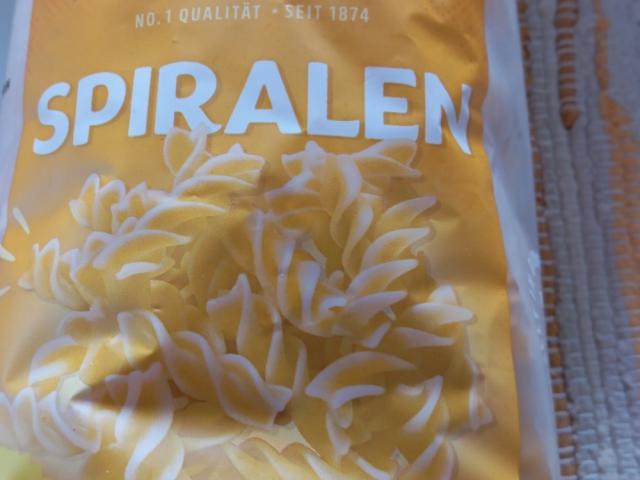 NO. 1 QUALITÄT • SEIT 1874
SPIRALEN